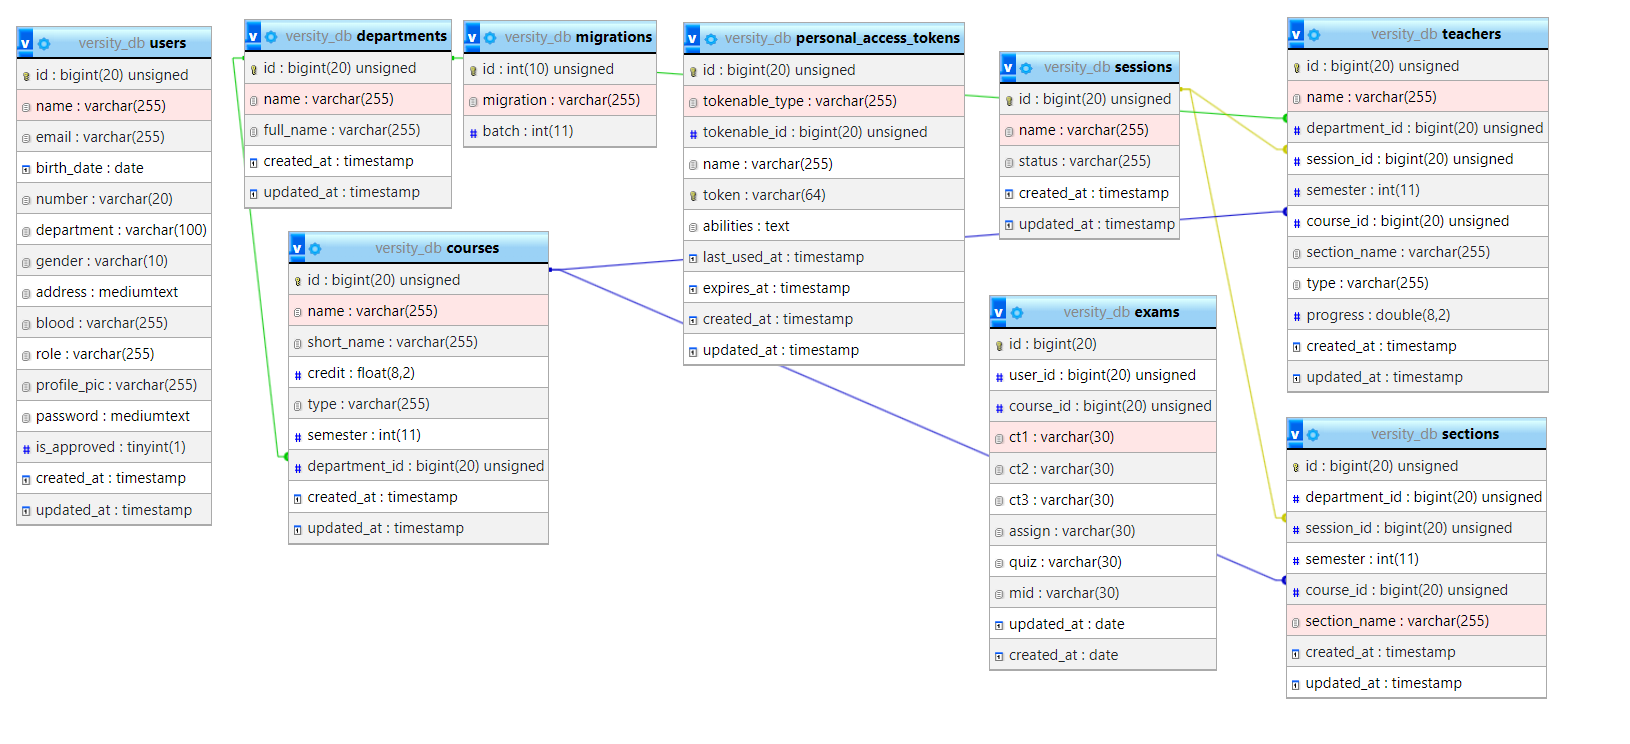 v versity_db users
id : bigint(20) unsigned
name : varchar(255)
email : varchar(255)
birth_date : date
number : varchar(20)
department : varchar(100)
gender : varchar(10)
address : mediumtext
blood : varchar(255)
role : varchar(255)
profile_pic : varchar(255)
password : mediumtext
# is_approved : tinyint(1)
created_at : timestamp
updated_at : timestamp
v versity_db departments
id : bigint(20) unsigned
name : varchar(255)
full_name : varchar(255)
created_at : timestamp
updated_at : timestamp
v versity_db migrations
id : int(10) unsigned
migration : varchar(255)
# batch : int(11)
v versity_db courses
id : bigint(20) unsigned
name : varchar(255)
short_name : varchar(255)
# credit : float(8,2)
type : varchar(255)
# semester : int(11)
# department_id : bigint(20) unsigned
created_at : timestamp
updated_at : timestamp
v versity_db personal_access_tokens
id : bigint(20) unsigned
tokenable_type : varchar(255)
# tokenable_id : bigint(20) unsigned
name : varchar(255)
token : varchar(64)
abilities : text
last_used_at : timestamp
expires_at : timestamp
created_at : timestamp
updated_at : timestamp
v versity_db sessions
id : bigint(20) unsigned
name : varchar(255)
status : varchar(255)
created_at : timestamp
updated_at : timestamp
v versity_db exams
id : bigint(20)
# user_id : bigint(20) unsigned
# course_id : bigint(20) unsigned
ct1 : varchar(30)
ct2 : varchar(30)
ct3 : varchar(30)
assign : varchar(30)
quiz : varchar(30)
mid : varchar(30)
updated_at : date
created_at : date
v versity_db teachers
id : bigint(20) unsigned
name : varchar(255)
# department_id : bigint(20) unsigned
# session_id : bigint(20) unsigned
# semester : int(11)
# course_id : bigint(20) unsigned
section_name : varchar(255)
type : varchar(255)
# progress : double(8,2)
created_at : timestamp
updated_at : timestamp
v versity_db sections
id : bigint(20) unsigned
# department_id : bigint(20) unsigned
# session_id : bigint(20) unsigned
# semester : int(11)
# course_id : bigint(20) unsigned
section_name : varchar(255)
created_at : timestamp
updated_at : timestamp